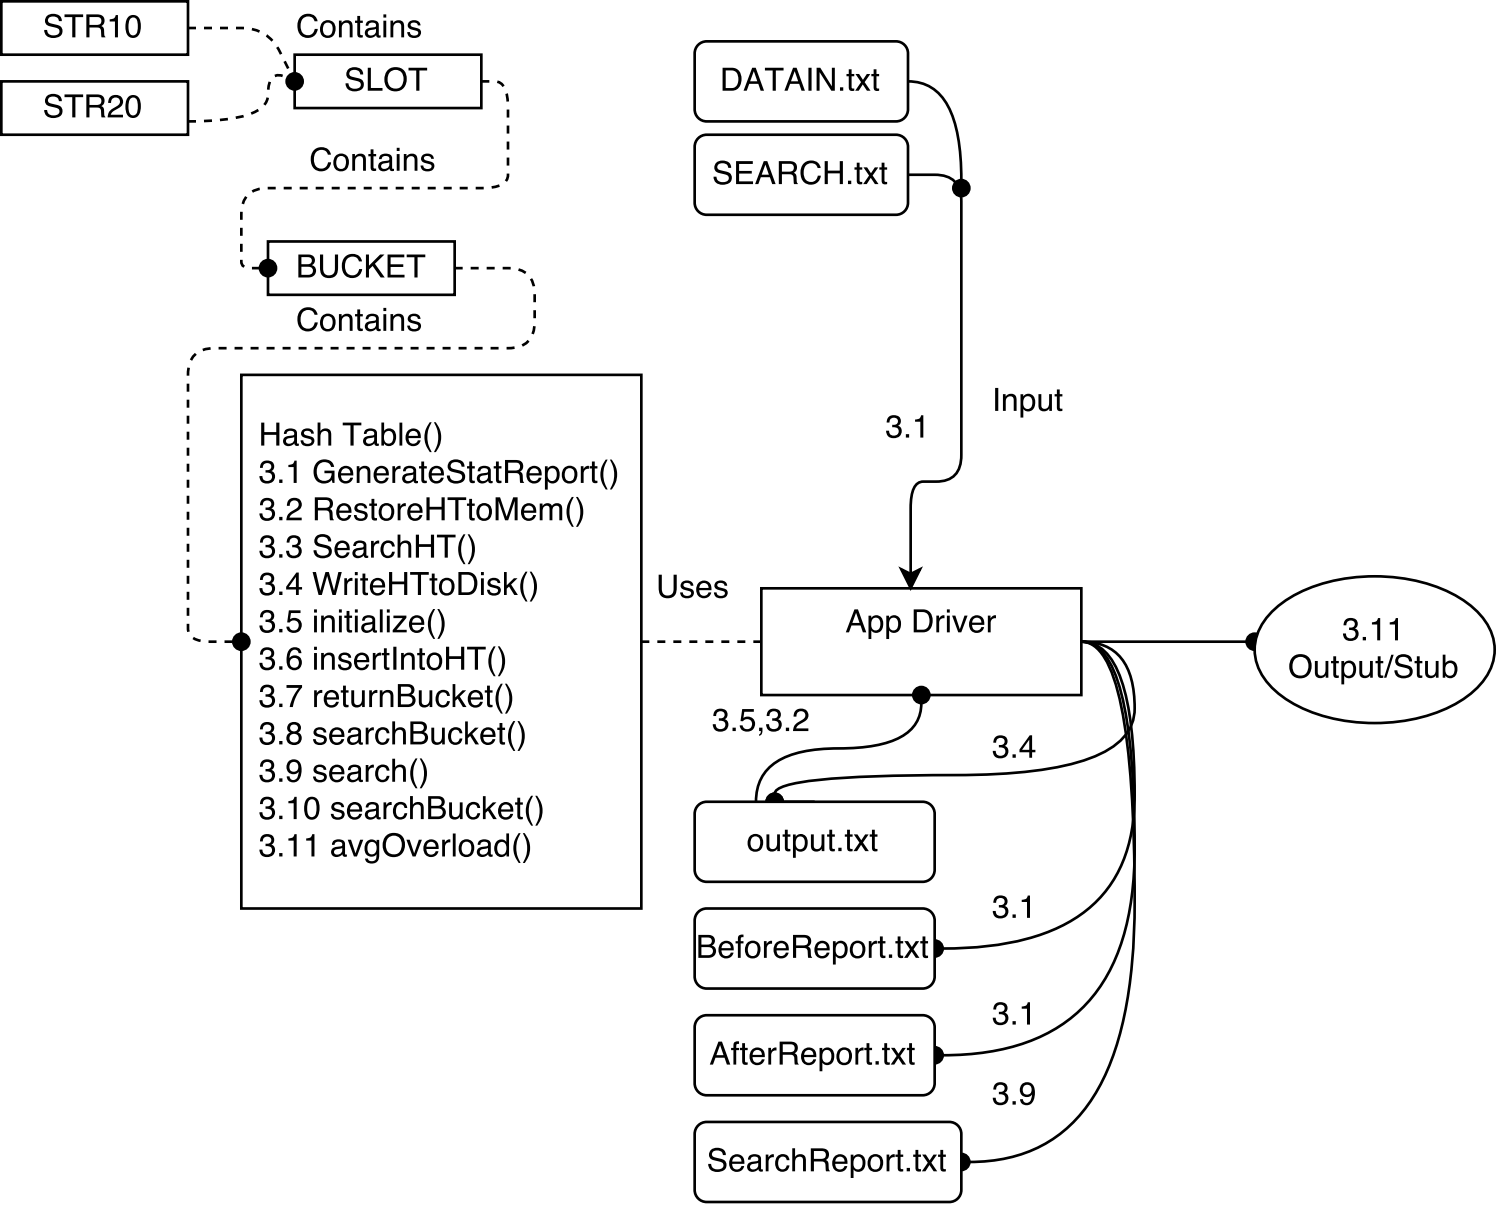 STR10
Contains
SLOT
STR20
Contains
BUCKET
Contains
Hash Table()
3.1 GenerateStatReport()
3.2 RestoreHTtoMem()
3.3 SearchHT()
3.4 WriteHTtoDisk()
3.5 initialize()
3.6 insertIntoHT()
3.7 returnBucket()
3.8 searchBucket()
3.9 search()
3.10 searchBucket()
3.11 avgOverload()
Uses
DATAIN.txt
SEARCH.txt
Input
3.1
App Driver
3.11
Output/Stub
3.5,3.2
3.4
output.txt
3.1
BeforeReport.txt
3.1
AfterReport.txt
3.9
SearchReport.txt